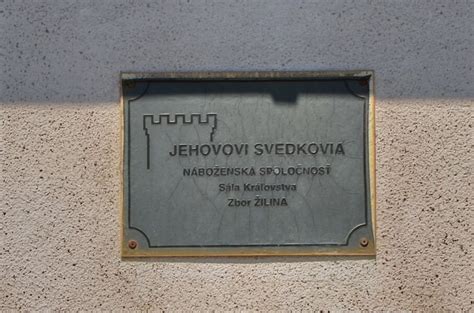 JEHOVOVI SVEDKOVIA
NÁBOŽENSKÁ SPOLOČNOSŤ
Sála Kráľovstva
Zbor ŽILINA